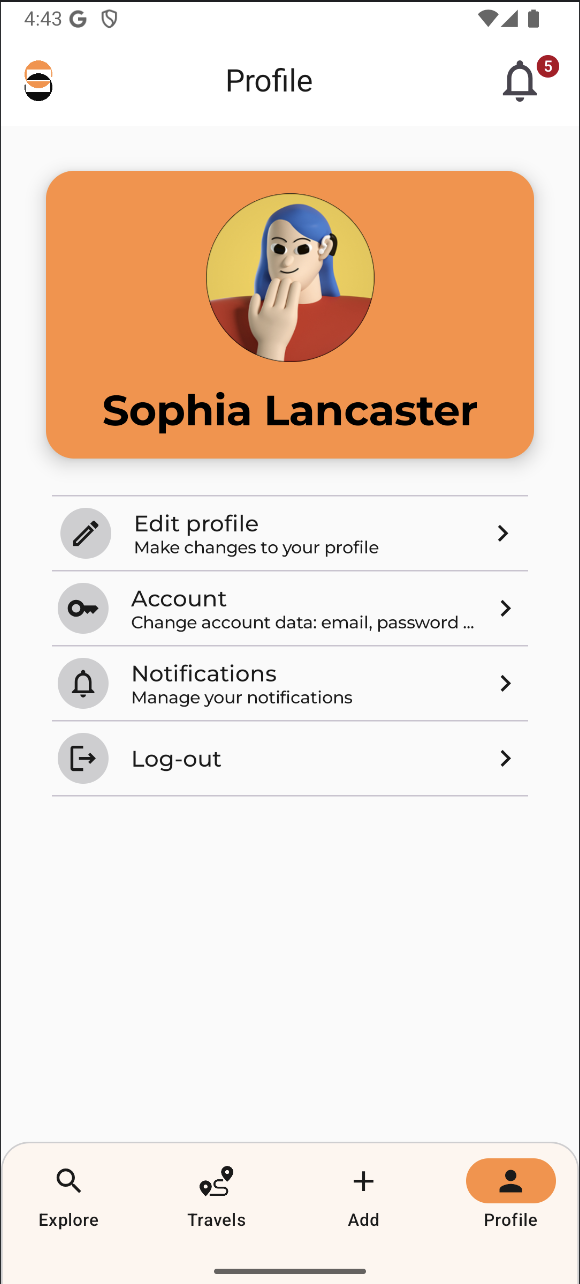 4:43
Profile
5
Sophia Lancaster
Edit profile
Make changes to your profile
Account
Change account data: email, password ...
Notifications
Manage your notifications
Log-out
Explore
Travels
Add
Profile